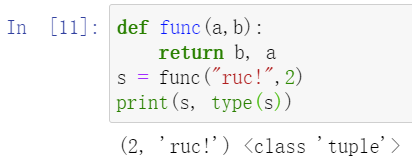 In [11]: def func(a,b):
    return b, a
s = func("ruc!",2)
print(s, type(s))
(2, 'ruc!') <class 'tuple'>